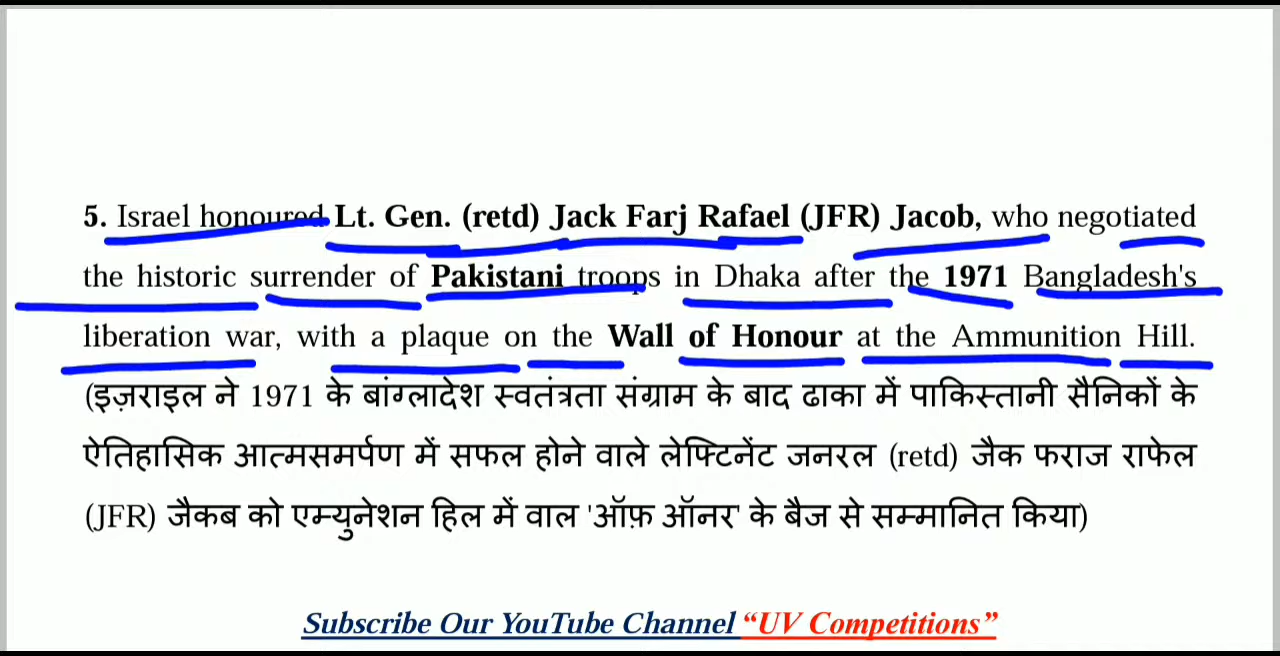 5. Israel honoured Lt. Gen. (retd) Jack Farj Rafael (JFR) Jacob, who negotiated
the historic surrender of Pakistani troops in Dhaka after the 1971 Bangladesh's
liberation war, with a plaque on the Wall of Honour at the Ammunition Hill.
(इज़राइल ने 1971 के बांग्लादेश स्वतंत्रता संग्राम के बाद ढाका में पाकिस्तानी सैनिकों के
ऐतिहासिक आत्मसमर्पण में सफल होने वाले लेफ्टिनेंट जनरल (retd) जैक फराज राफेल
(JFR) जैकब को एम्युनेशन हिल में वाल 'ऑफ़ ऑनर' के बैज से सम्मानित किया)
Subscribe Our YouTube Channel “UV Competitions”